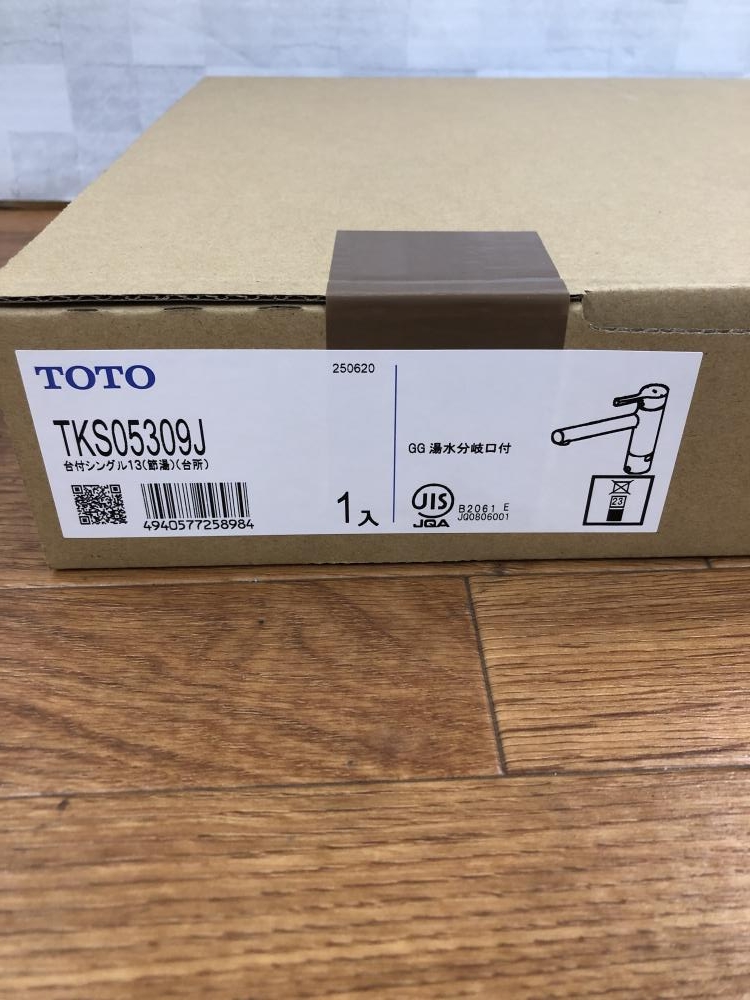 TOTO
250620
TKS05309J
台付シングル13(節湯)(台所)
4940577258984
1入
GG 湯水分岐口付
JIS
JQA
B2061 E
JQ0806001
23